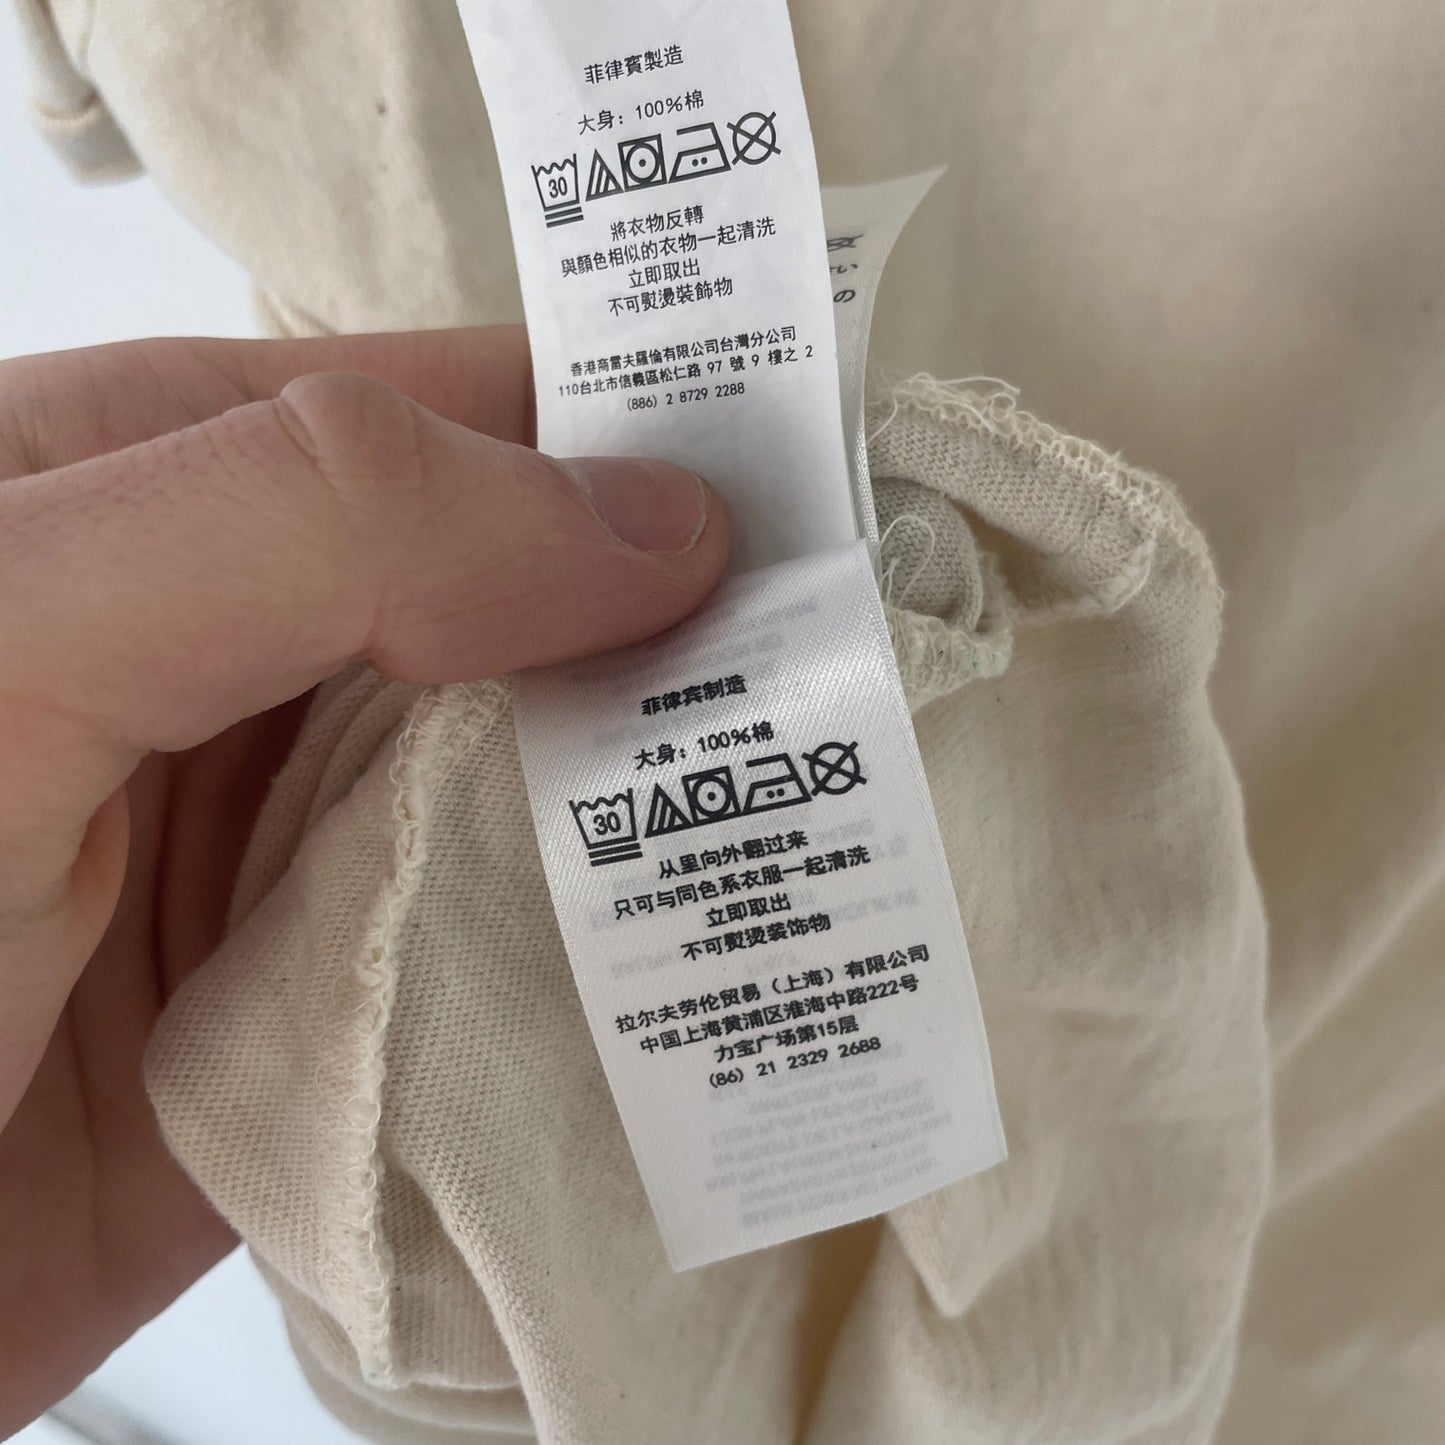 菲律賓製造
大身: 100%棉
30
將衣物反轉
與顏色相似的衣物一起清洗
立即取出
不可熨燙裝飾物
香港商雷夫羅倫有限公司台灣分公司
110台北市信義區松仁路 97 號 9 樓之 2
(886) 2 8729 2288
い
の
菲律宾制造
大身: 100%棉
30
从里向外翻过来
只可与同色系衣服一起清洗
立即取出
不可熨烫装饰物
拉尔夫劳伦贸易（上海）有限公司
中国上海黄浦区淮海中路222号
力宝广场第15层
(86) 21 2329 2688